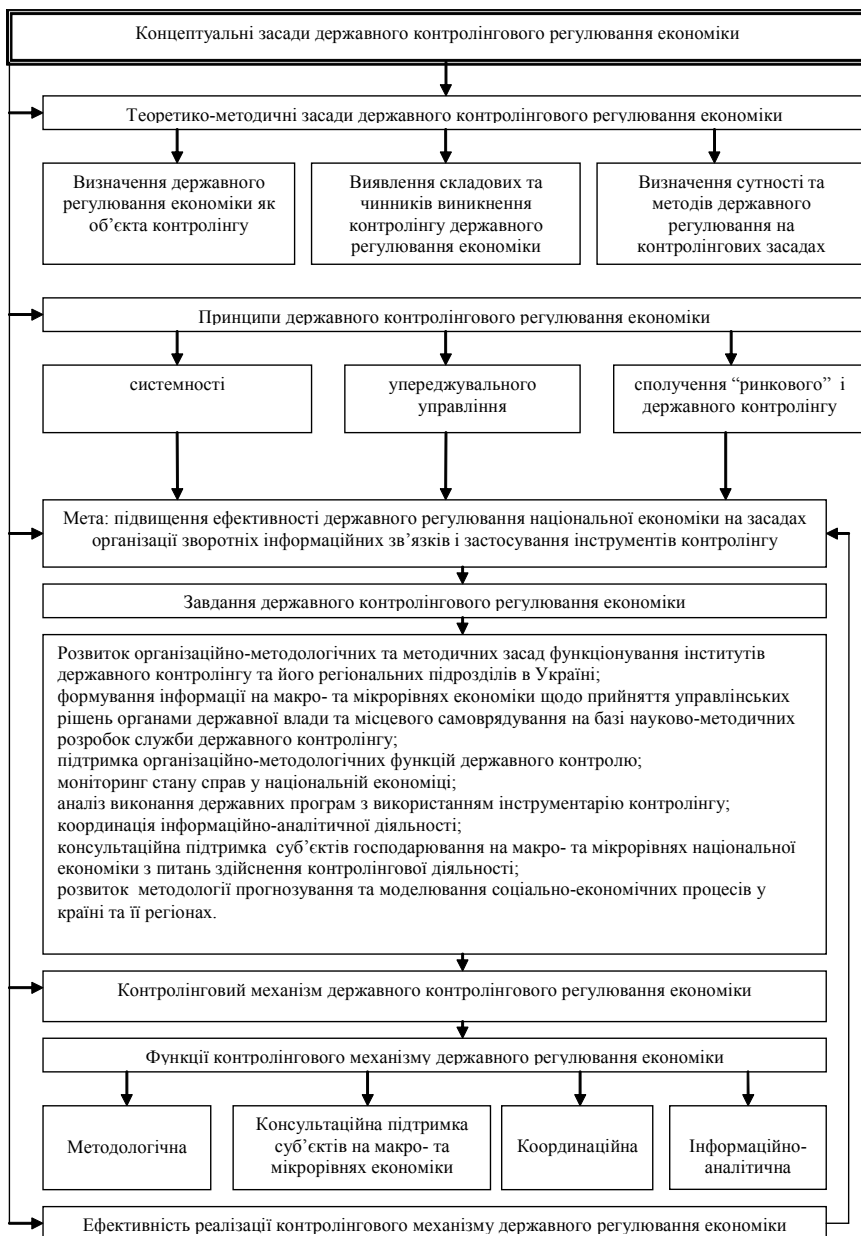 Концептуальні засади державного контролінгового регулювання економіки
Теоретико-методичні засади державного контролінгового регулювання економіки
Визначення державного
регулювання економіки як
об’єкта контролінгу
Виявлення складових та
чинників виникнення
контролінгу державного
регулювання економіки
Визначення сутності та
методів державного
регулювання на
контролінгових засадах
Принципи державного контролінгового регулювання економіки
системності
упереджувального
управління
сполучення “ринкового” і
державного контролінгу
Мета: підвищення ефективності державного регулювання національної економіки на засадах
організації зворотніх інформаційних зв’язків і застосування інструментів контролінгу
Завдання державного контролінгового регулювання економіки
Розвиток організаційно-методологічних та методичних засад функціонування інститутів
державного контролінгу та його регіональних підрозділів в Україні;
формування інформації на макро- та мікрорівнях економіки щодо прийняття управлінських
рішень органами державної влади та місцевого самоврядування на базі науково-методичних
розробок служби державного контролінгу;
підтримка організаційно-методологічних функцій державного контролю;
моніторинг стану справ у національній економіці;
аналіз виконання державних програм з використанням інструментарію контролінгу;
координація інформаційно-аналітичної діяльності;
консультаційна підтримка суб’єктів господарювання на макро- та мікрорівнях національної
економіки з питань здійснення контролінгової діяльності;
розвиток методології прогнозування та моделювання соціально-економічних процесів у
країні та її регіонах.
Контролінговий механізм державного контролінгового регулювання економіки
Функції контролінгового механізму державного регулювання економіки
Методологічна
Консультаційна підтримка
суб’єктів на макро- та
мікрорівнях економіки
Координаційна
Інформаційно-
аналітична
Ефективність реалізації контролінгового механізму державного регулювання економіки